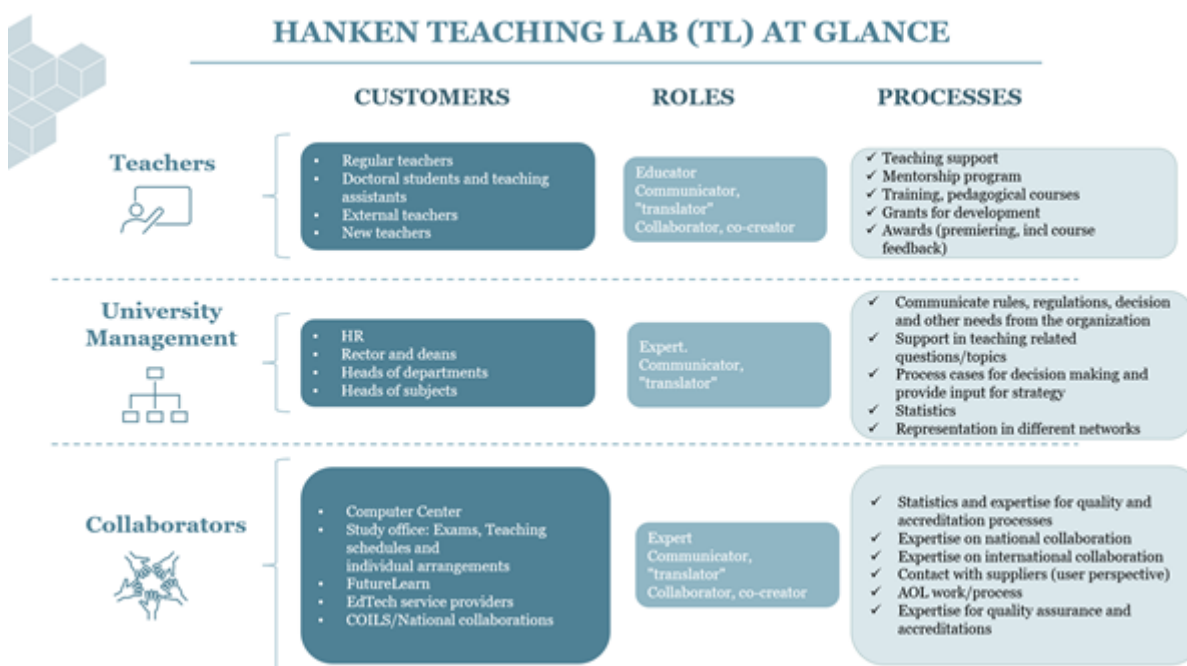 HANKEN TEACHING LAB (TL) AT GLANCE
CUSTOMERS
ROLES
PROCESSES
Teachers
• Regular teachers
• Doctoral students and teaching
assistants
• External teachers
• New teachers
Educator
Communicator,
"translator"
Collaborator, co-creator
✓ Teaching support
✓ Mentorship program
✓ Training, pedagogical courses
✓ Grants for development
✓ Awards (premiering, incl course
feedback)
University
Management
• HR
• Rector and deans
• Heads of departments
• Heads of subjects
Expert.
Communicator,
"translator"
✓ Communicate rules, regulations, decision
and other needs from the organization
✓ Support in teaching related
questions/topics
✓ Process cases for decision making and
provide input for strategy
✓ Statistics
✓ Representation in different networks
Collaborators
• Computer Center
• Study office: Exams, Teaching
schedules and
individual arrangements
• FutureLearn
• EdTech service providers
• COILS/National collaborations
Expert
Communicator,
"translator"
Collaborator, co-creator
✓ Statistics and expertise for quality and
accreditation processes
✓ Expertise on national collaboration
✓ Expertise on international collaboration
✓ Contact with suppliers (user perspective)
✓ AOL work/process
✓ Expertise for quality assurance and
accreditations